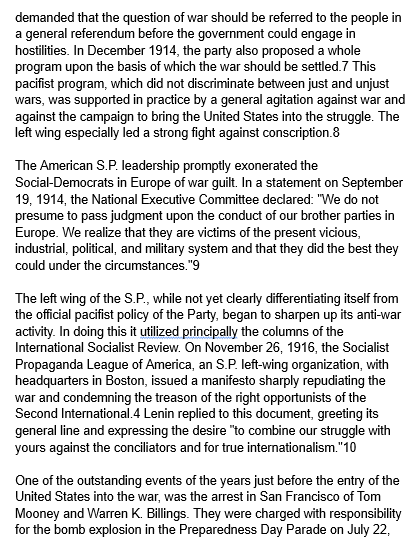 demanded that the question of war should be referred to the people in
a general referendum before the government could engage in
hostilities. In December 1914, the party also proposed a whole
program upon the basis of which the war should be settled.7 This
pacifist program, which did not discriminate between just and unjust
wars, was supported in practice by a general agitation against war and
against the campaign to bring the United States into the struggle. The
left wing especially led a strong fight against conscription.8
The American S.P. leadership promptly exonerated the
Social-Democrats in Europe of war guilt. In a statement on September
19, 1914, the National Executive Committee declared: "We do not
presume to pass judgment upon the conduct of our brother parties in
Europe. We realize that they are victims of the present vicious,
industrial, political, and military system and that they did the best they
could under the circumstances."9
The left wing of the S.P., while not yet clearly differentiating itself from
the official pacifist policy of the Party, began to sharpen up its anti-war
activity. In doing this it utilized principally the columns of the
International Socialist Review. On November 26, 1916, the Socialist
Propaganda League of America, an S.P. left-wing organization, with
headquarters in Boston, issued a manifesto sharply repudiating the
war and condemning the treason of the right opportunists of the
Second International.4 Lenin replied to this document, greeting its
general line and expressing the desire "to combine our struggle with
yours against the conciliators and for true internationalism."10
One of the outstanding events of the years just before the entry of the
United States into the war, was the arrest in San Francisco of Tom
Mooney and Warren K. Billings. They were charged with responsibility
for the bomb explosion in the Preparedness Day Parade on July 22,